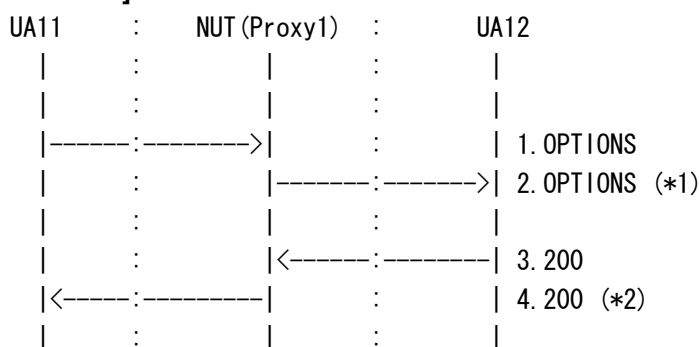 ]
UA11 : NUT(Proxy1) : UA12
| : | : |
| : | : |
|------:-------->| : | 1.OPTIONS
| : |-------:------->| 2.OPTIONS (*1)
| : | : |
| : |<------:--------| 3.200
|<-----:---------| : | 4.200 (*2)
| : | : |